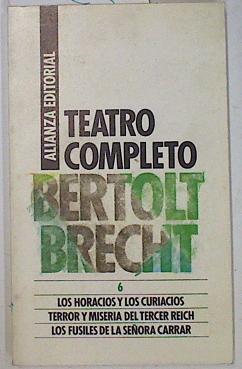 ALIANZA EDITORIAL
TEATRO
COMPLETO
BERTOLT
BRECHT
6
LOS HORACIOS Y LOS CURIACIOS
TERROR Y MISERIA DEL TERCER REICH
LOS FUSILES DE LA SEÑORA CARRAR